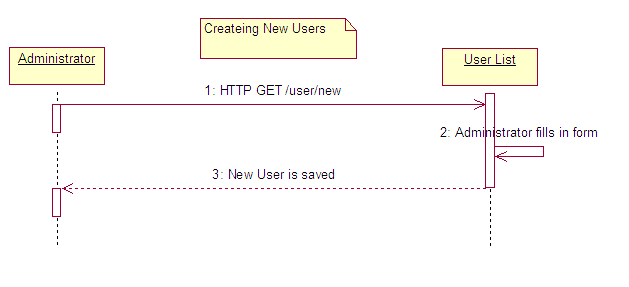 Createing New Users
Administrator
User List
1: HTTP GET /user/new
2: Administrator fills in form
3: New User is saved